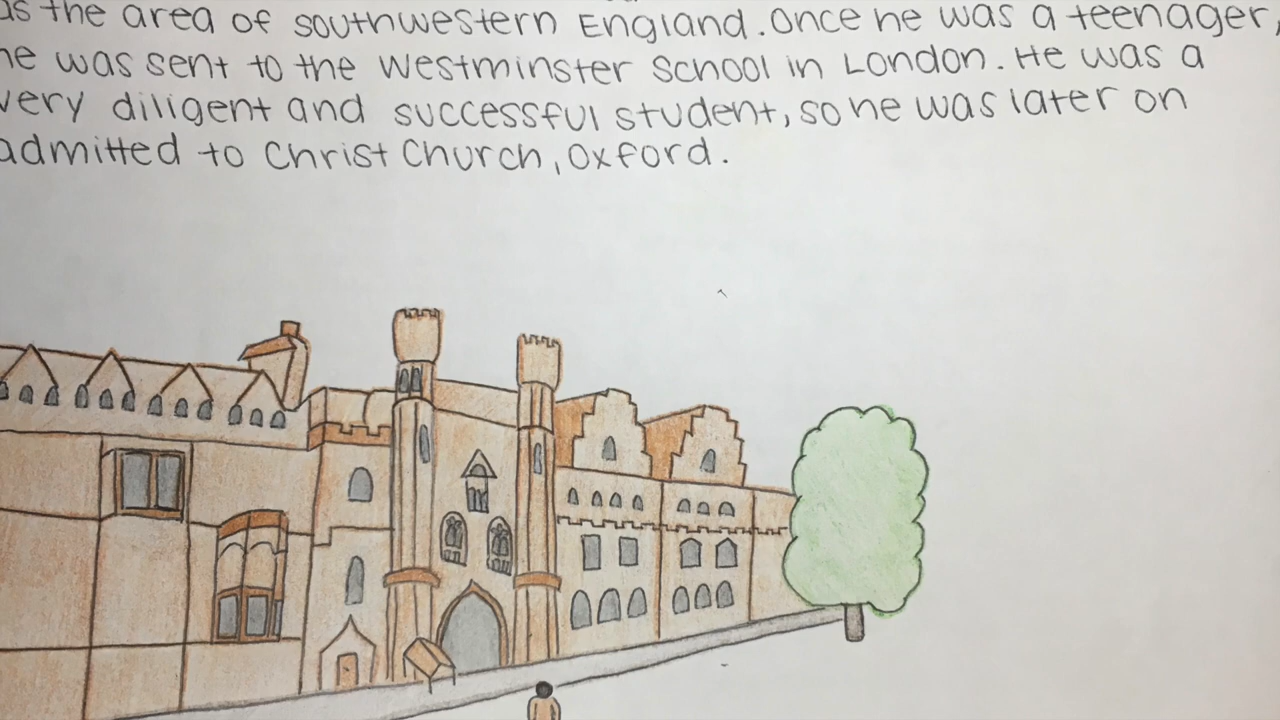 as the area of southwestern England. Once he was a teenager,
he was sent to the Westminster School in London. He was a
very diligent and successful student, so he was later on
admitted to Christ Church, Oxford.